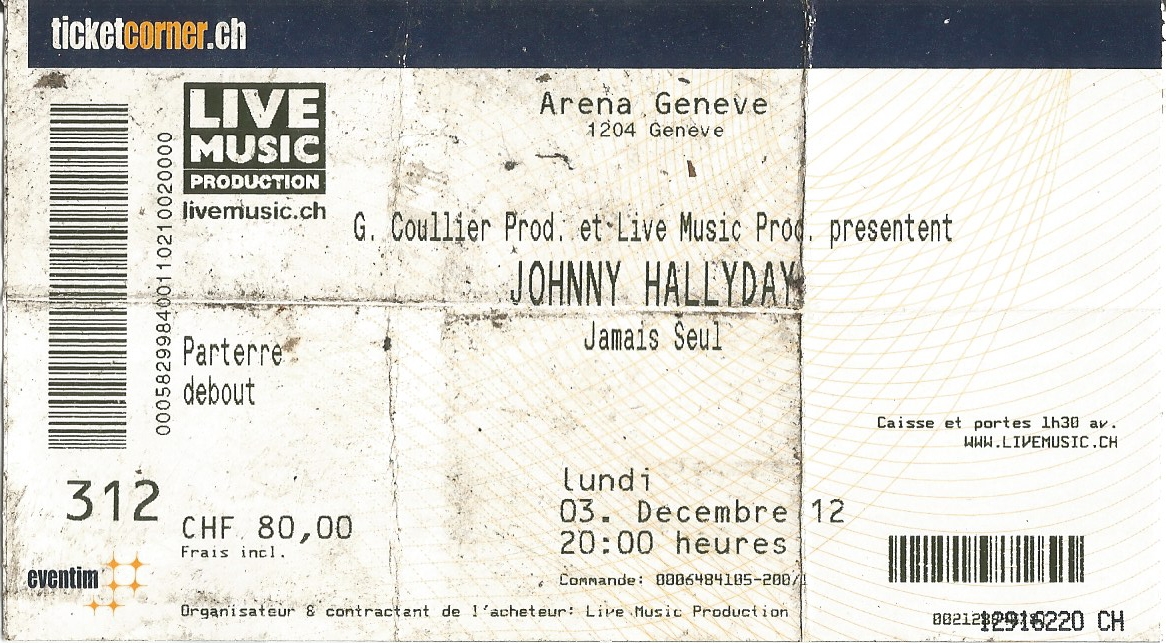 ticketcorner.ch
LIVE
MUSIC
PRODUCTION
livemusic.ch
Arena Geneve
1204 Geneve
G. Coullier Prod. et Live Music Prod. presentent
JOHNNY HALLYDAY
Jamais Seul
000582998400110210020000
Parterre
debout
Caisse et portes 1h30 av.
WWW.LIVEMUSIC.CH
312
CHF 80,00
Frais incl.
lundi
03. Decembre 12
20:00 heures
Commande: 0006484105-200/1
eventim
Organisateur & contractant de l'acheteur: Live Music Production
12916220 CH